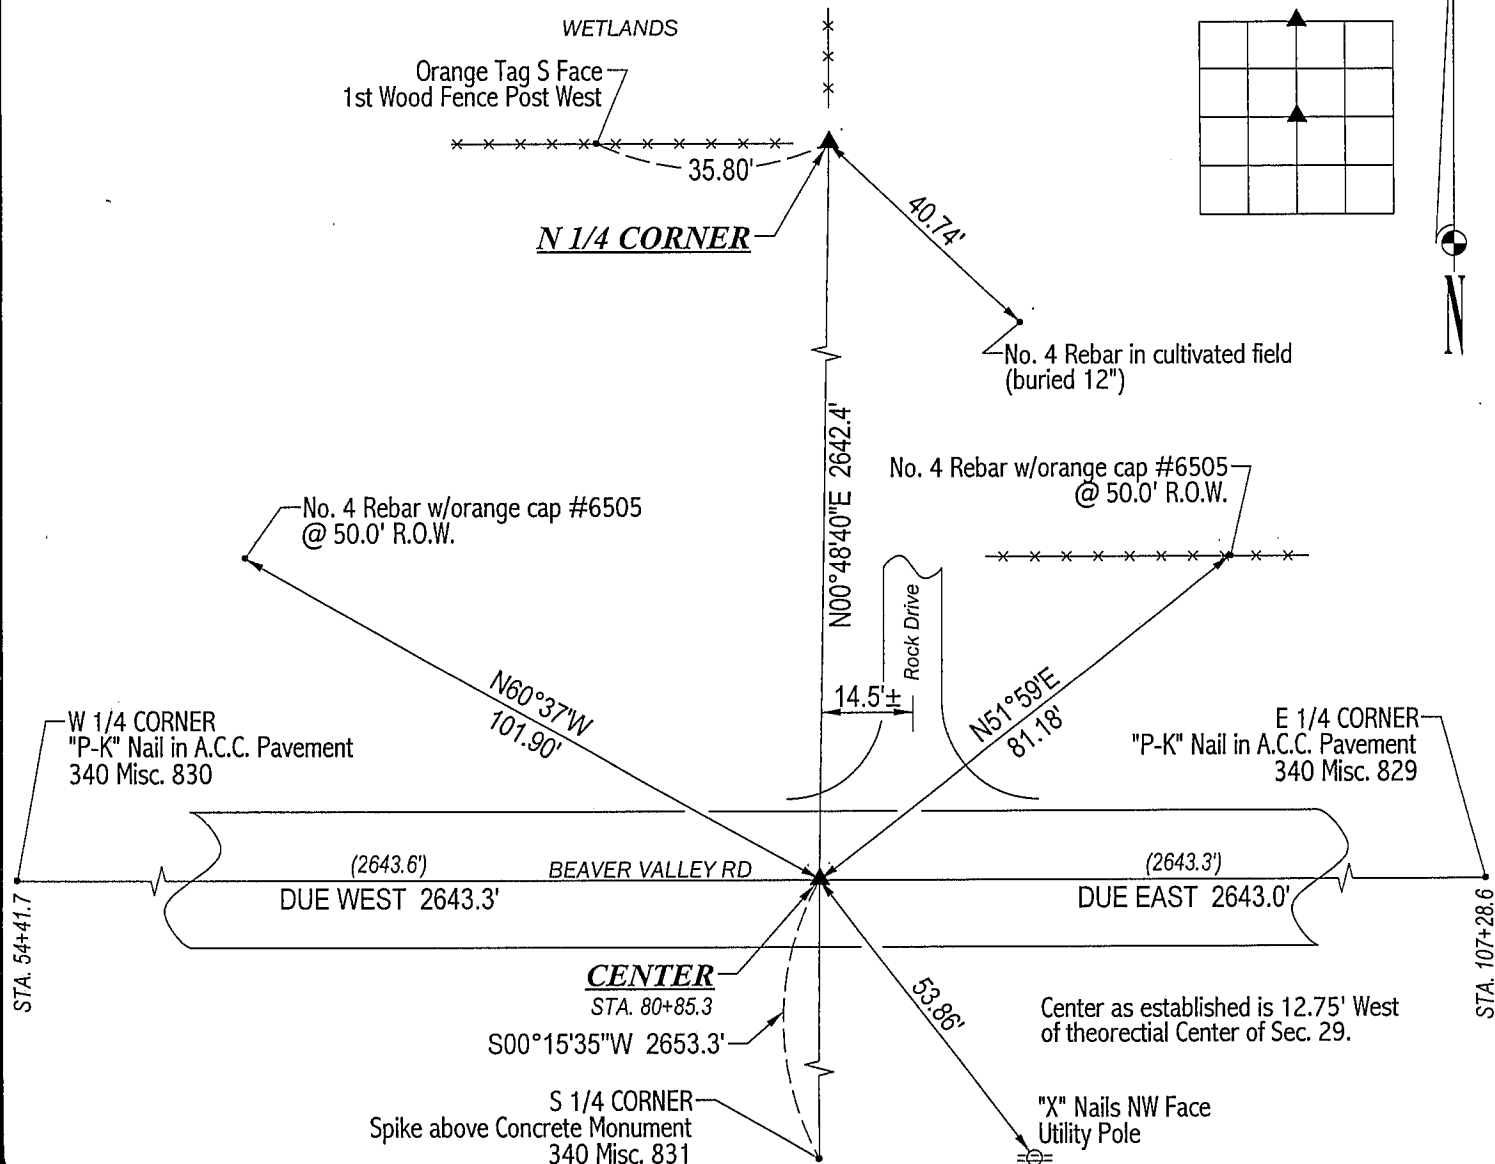 WETLANDS
Orange Tag S Face
1st Wood Fence Post West
35.80'
N 1/4 CORNER
40.74'
N
No. 4 Rebar in cultivated field
(buried 12")
N00°48'40"E 2642.4'
No. 4 Rebar w/orange cap #6505
@ 50.0' R.O.W.
No. 4 Rebar w/orange cap #6505
@ 50.0' R.O.W.
Rock Drive
14.5'±
N60°37'W
101.90'
N51°59'E
81.18'
W 1/4 CORNER
"P-K" Nail in A.C.C. Pavement
340 Misc. 830
E 1/4 CORNER
"P-K" Nail in A.C.C. Pavement
340 Misc. 829
(2643.6')
BEAVER VALLEY RD
(2643.3')
DUE WEST 2643.3'
DUE EAST 2643.0'
STA. 54+41.7
STA. 107+28.6
CENTER
STA. 80+85.3
S00°15'35"W 2653.3'
53.86'
Center as established is 12.75' West
of theorectial Center of Sec. 29.
S 1/4 CORNER
Spike above Concrete Monument
340 Misc. 831
"X" Nails NW Face
Utility Pole